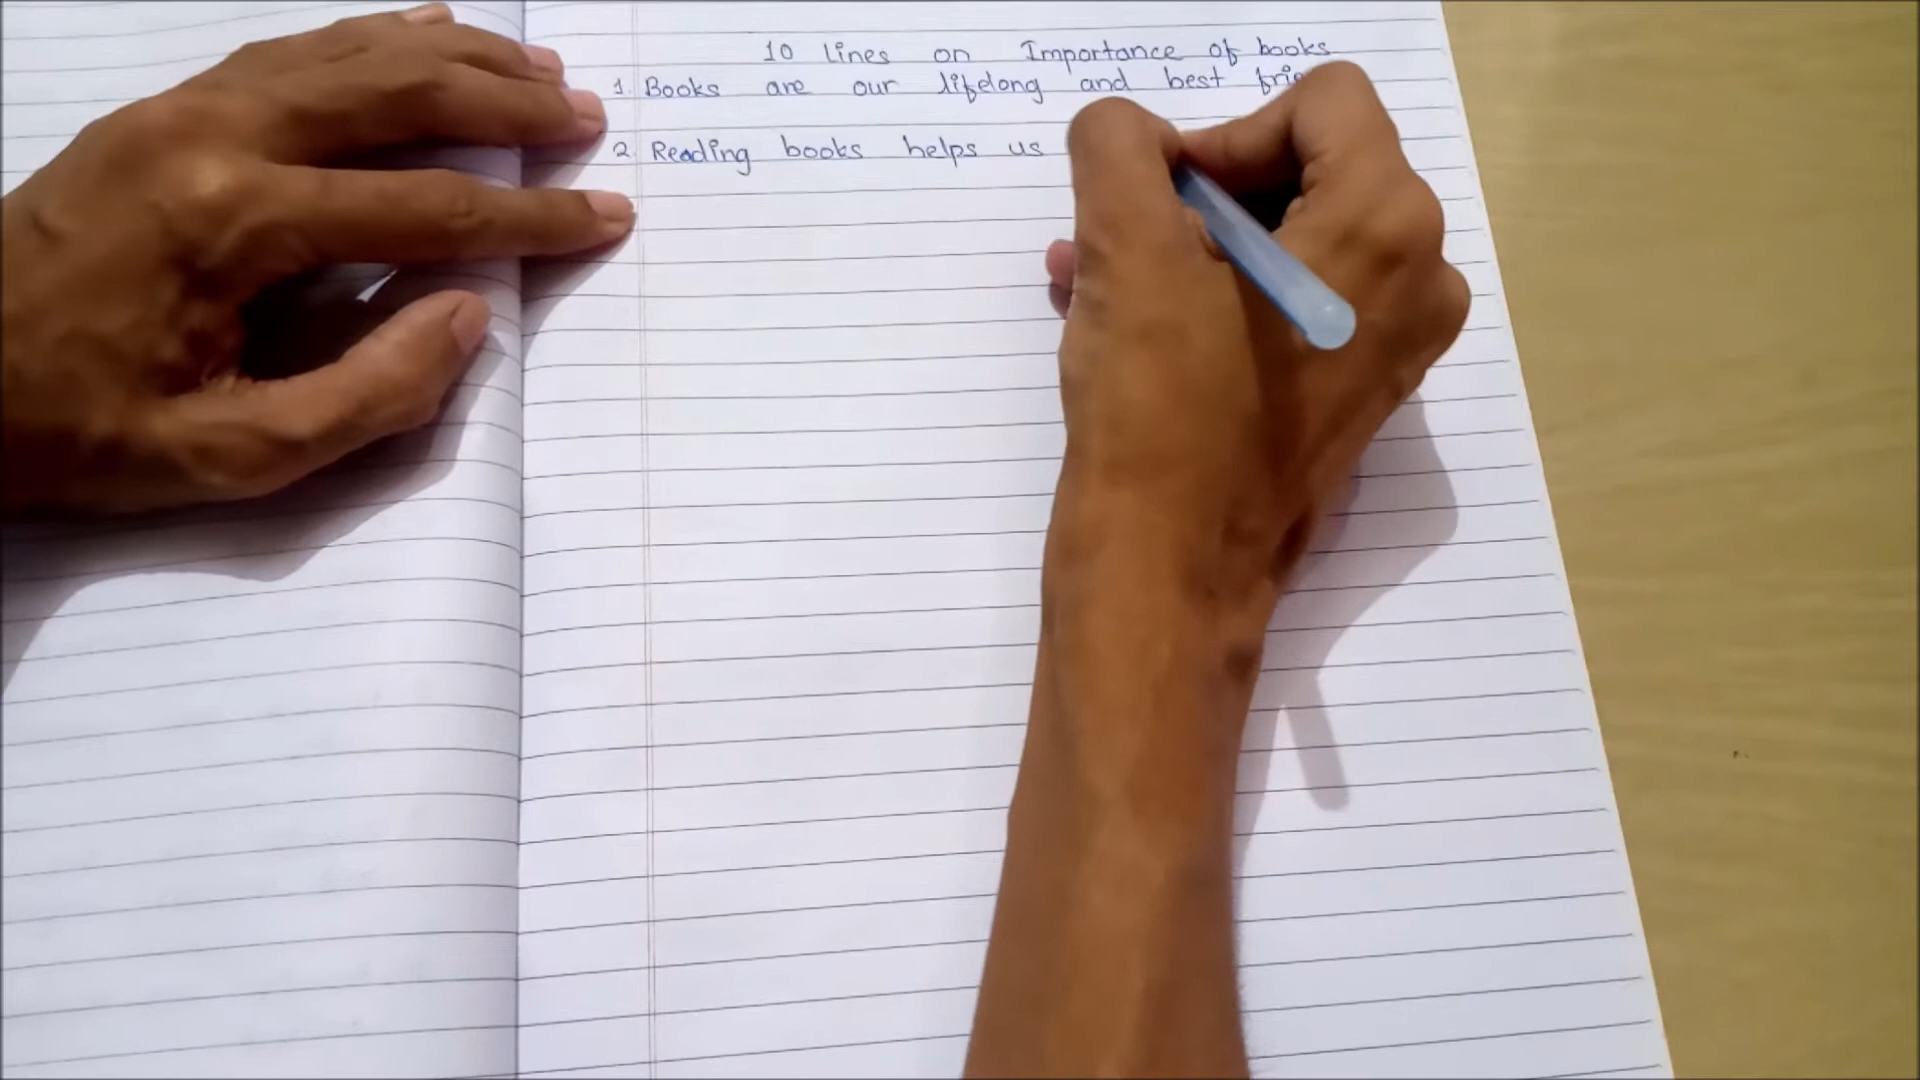 10 lines on Importance of books
1. Books are our lifelong and best
2. Reading books helps us